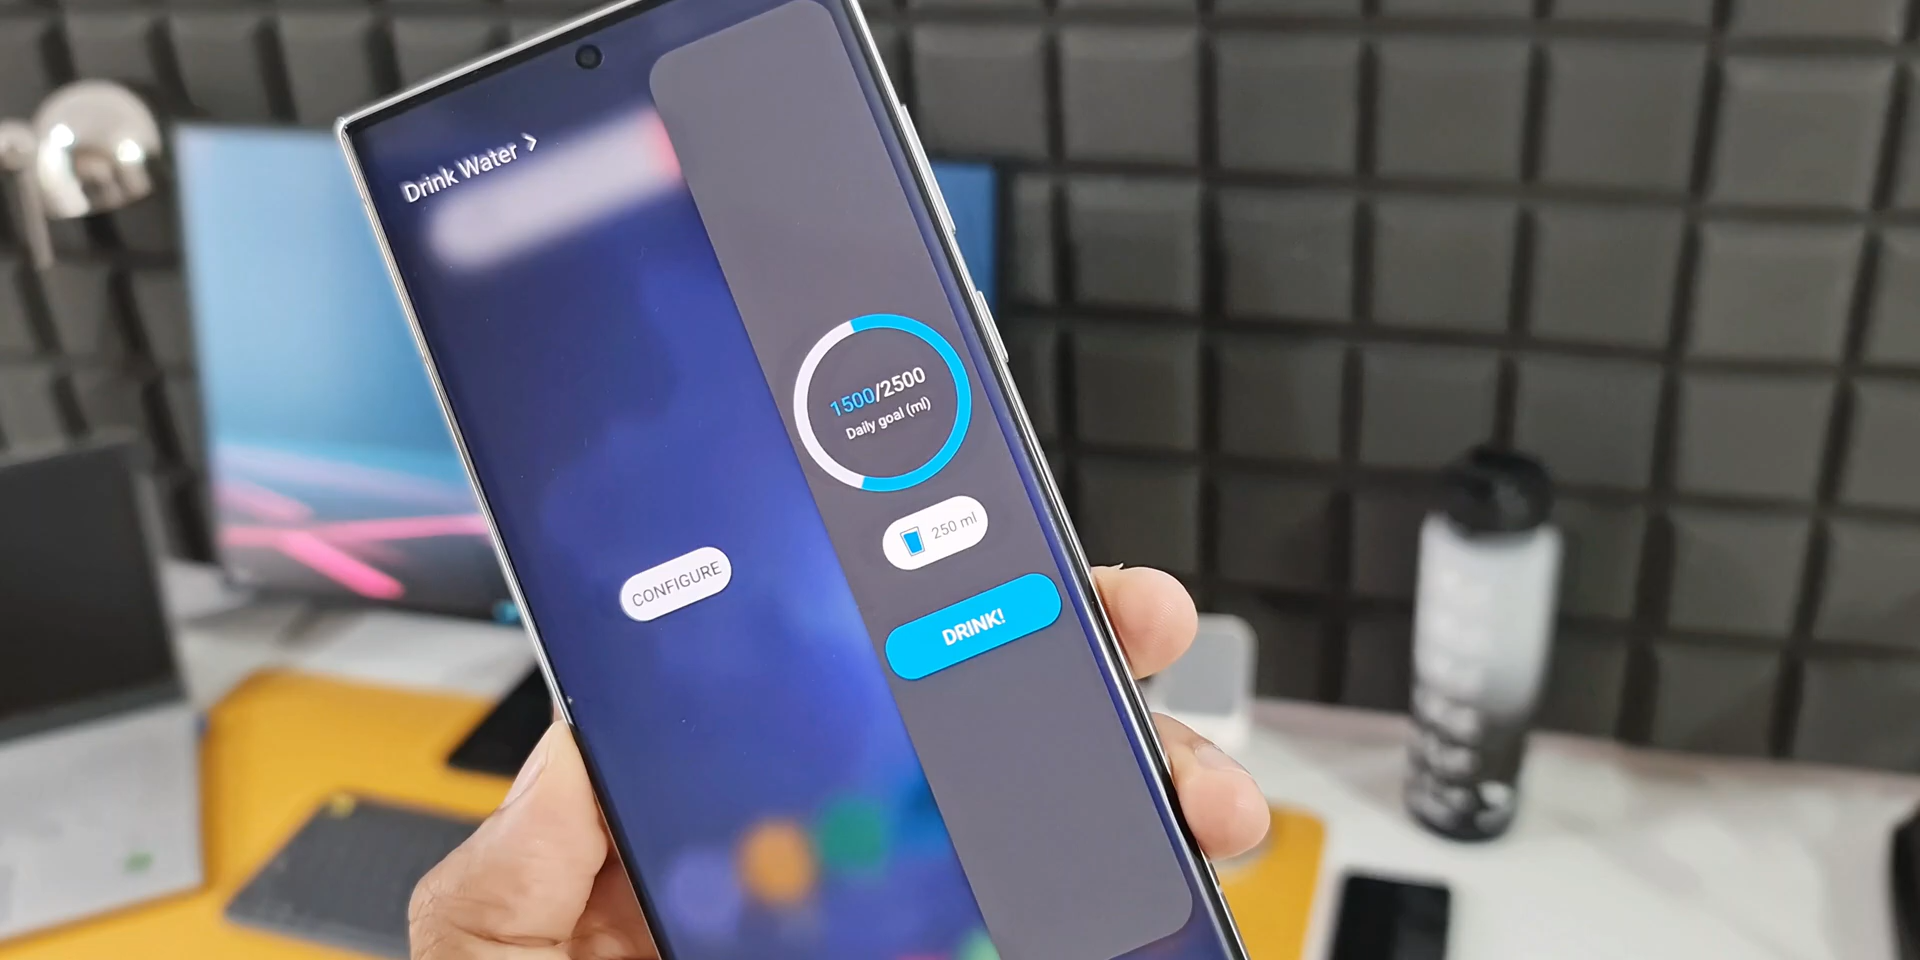 Drink Water >
1500/2500
Daily goal (ml)
250 ml
CONFIGURE
DRINK!